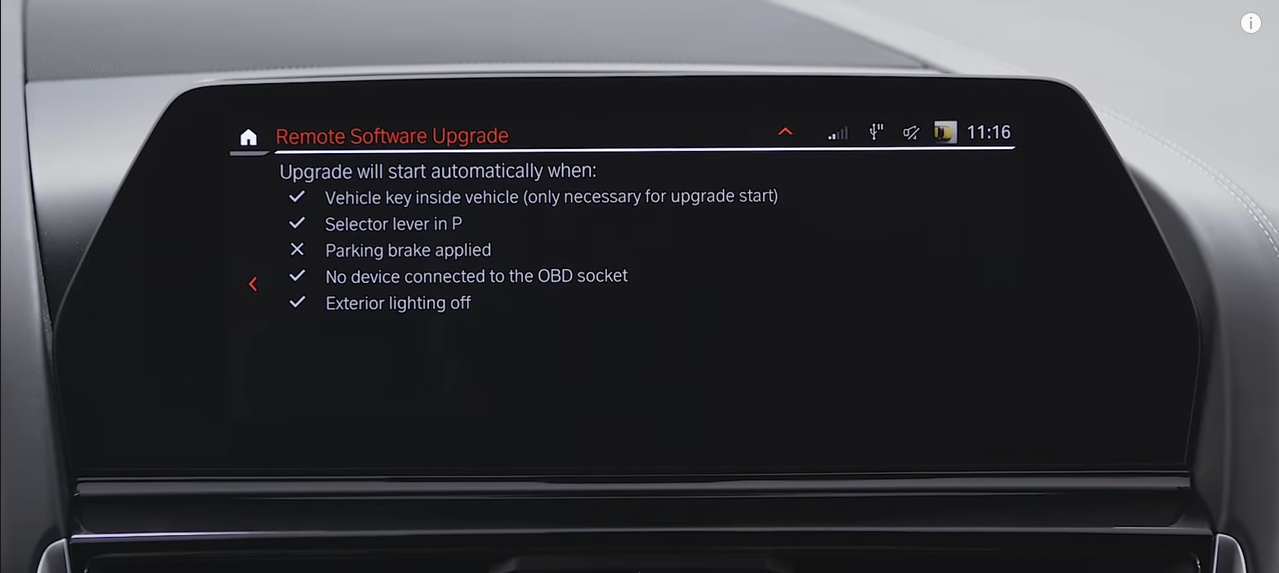 Remote Software Upgrade
11:16
Upgrade will start automatically when:
Vehicle key inside vehicle (only necessary for upgrade start)
Selector lever in P
Parking brake applied
No device connected to the OBD socket
Exterior lighting off